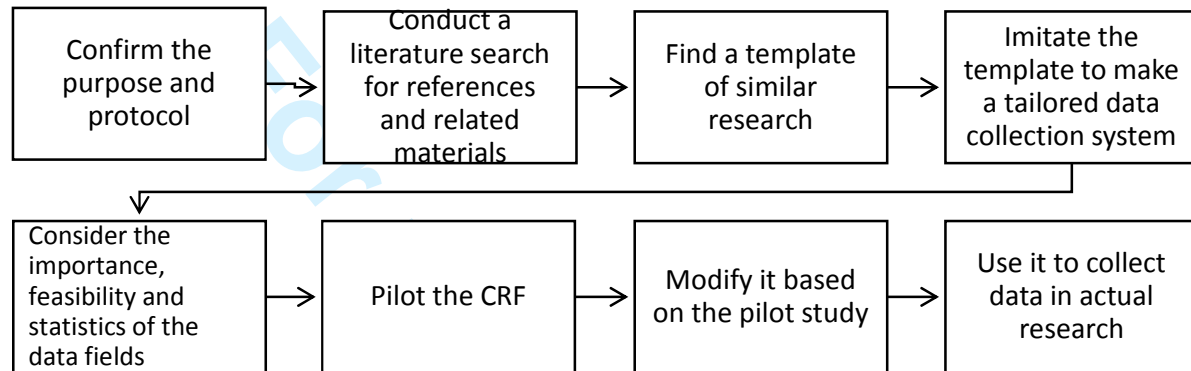 Confirm the
purpose and
protocol
Conduct a
literature search
for references
and related
materials
Find a template
of similar
research
Imitate the
template to make
a tailored data
collection system
Consider the
importance,
feasibility and
statistics of the
data fields
Pilot the CRF
Modify it based
on the pilot study
Use it to collect
data in actual
research
For